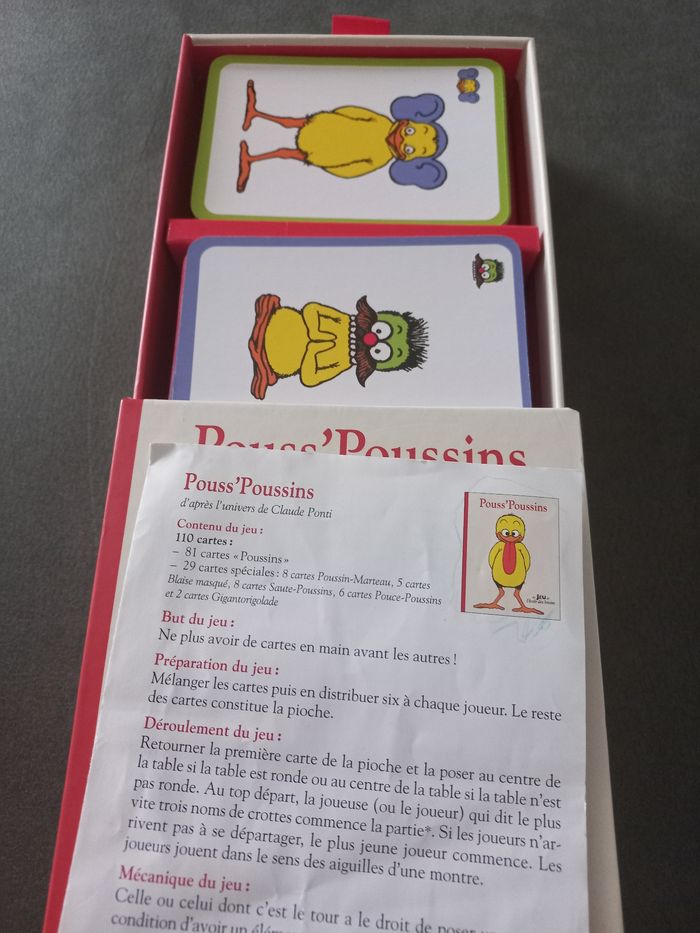 Pouss'Poussins
Pouss'Poussins
d'après l'univers de Claude Ponti
Contenu du jeu :
110 cartes :
– 81 cartes « Poussins »
– 29 cartes spéciales : 8 cartes Poussin-Marteau, 5 cartes
Blaise masqué, 8 cartes Saute-Poussins, 6 cartes Pouce-Poussins
et 2 cartes Gigantorigolade
Pouss'Poussins
JEU
But du jeu :
Ne plus avoir de cartes en main avant les autres !
Préparation du jeu :
Mélanger les cartes puis en distribuer six à chaque joueur. Le reste
des cartes constitue la pioche.
Déroulement du jeu :
Retourner la première carte de la pioche et la poser au centre de
la table si la table est ronde ou au centre de la table si la table n'est
pas ronde. Au top départ, la joueuse (ou le joueur) qui dit le plus
vite trois noms de crottes commence la partie*. Si les joueurs n'ar-
rivent pas à se départager, le plus jeune joueur commence. Les
joueurs jouent dans le sens des aiguilles d'une montre.
Mécanique du jeu :
Celle ou celui dont c'est le tour a le droit de poser
condition d'avoir un